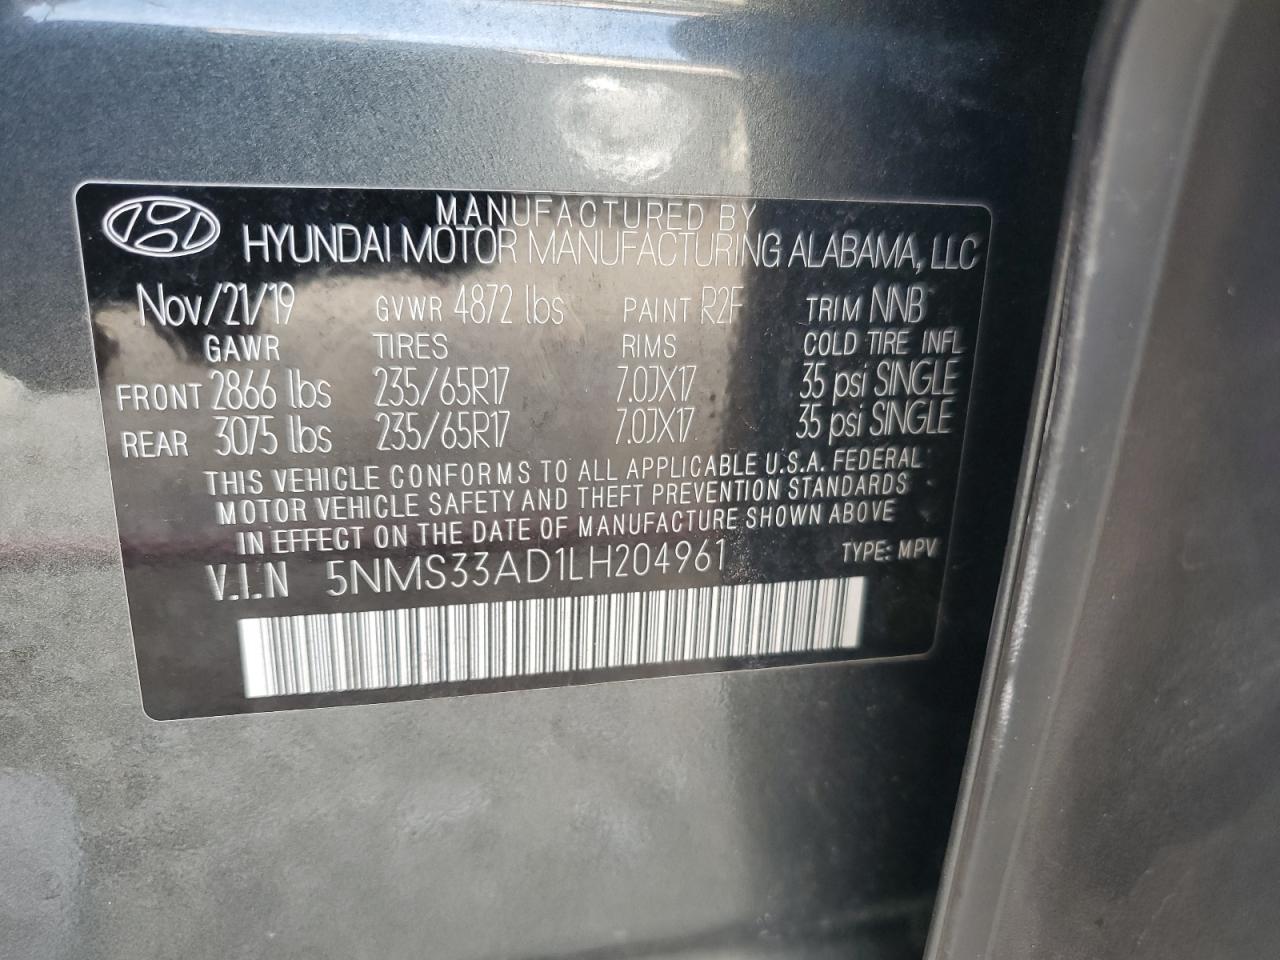 MANUFACTURED BY
HYUNDAI MOTOR MANUFACTURING ALABAMA, LLC
Nov/21/19 GVWR 4872 lbs PAINT R2F TRIM NNB
GAWR TIRES RIMS COLD TIRE INFL
FRONT 2866 lbs 235/65R17 7.0JX17 35 psi SINGLE
REAR 3075 lbs 235/65R17 7.0JX17 35 psi SINGLE
THIS VEHICLE CONFORMS TO ALL APPLICABLE U.S.A. FEDERAL
MOTOR VEHICLE SAFETY AND THEFT PREVENTION STANDARDS
IN EFFECT ON THE DATE OF MANUFACTURE SHOWN ABOVE
V.I.N 5NMS33AD1LH204961 TYPE: MPV